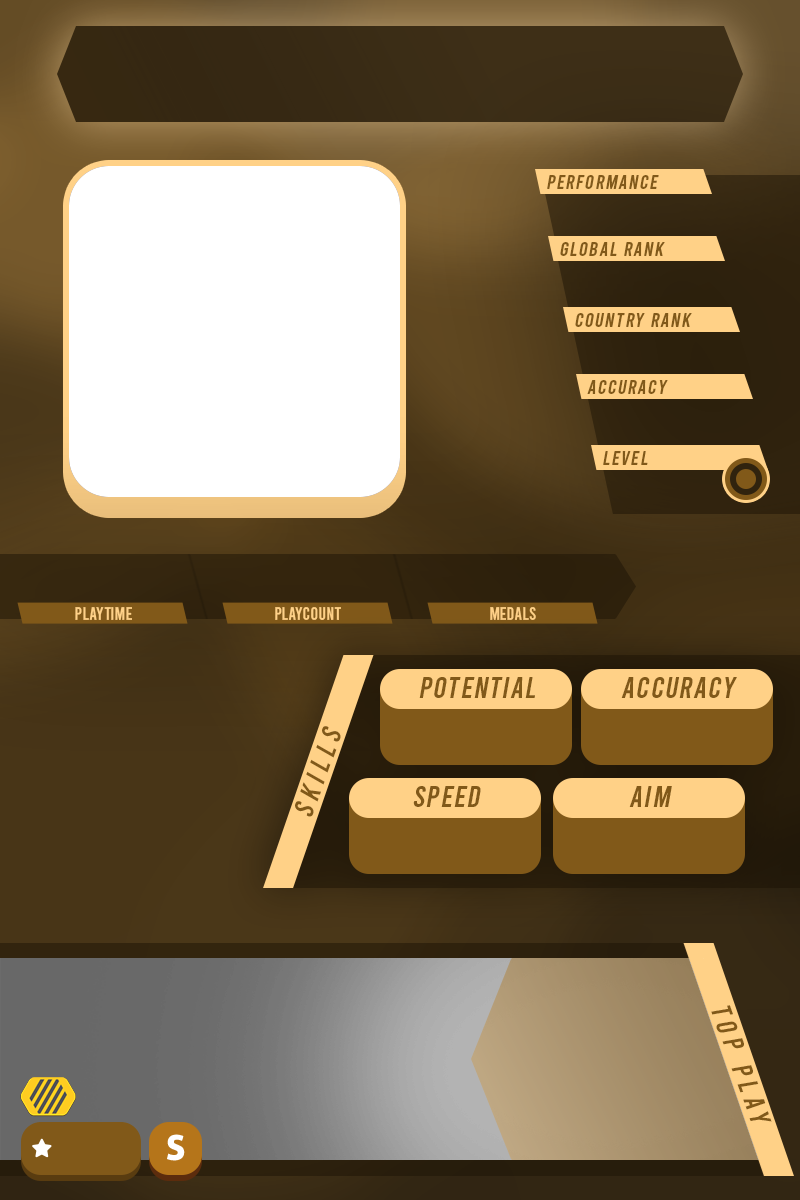 PERFORMANCE
GLOBAL RANK
COUNTRY RANK
ACCURACY
LEVEL
PLAYTIME
PLAYCOUNT
MEDALS
SKILLS
POTENTIAL
ACCURACY
SPEED
AIM
TOP PLAY
S